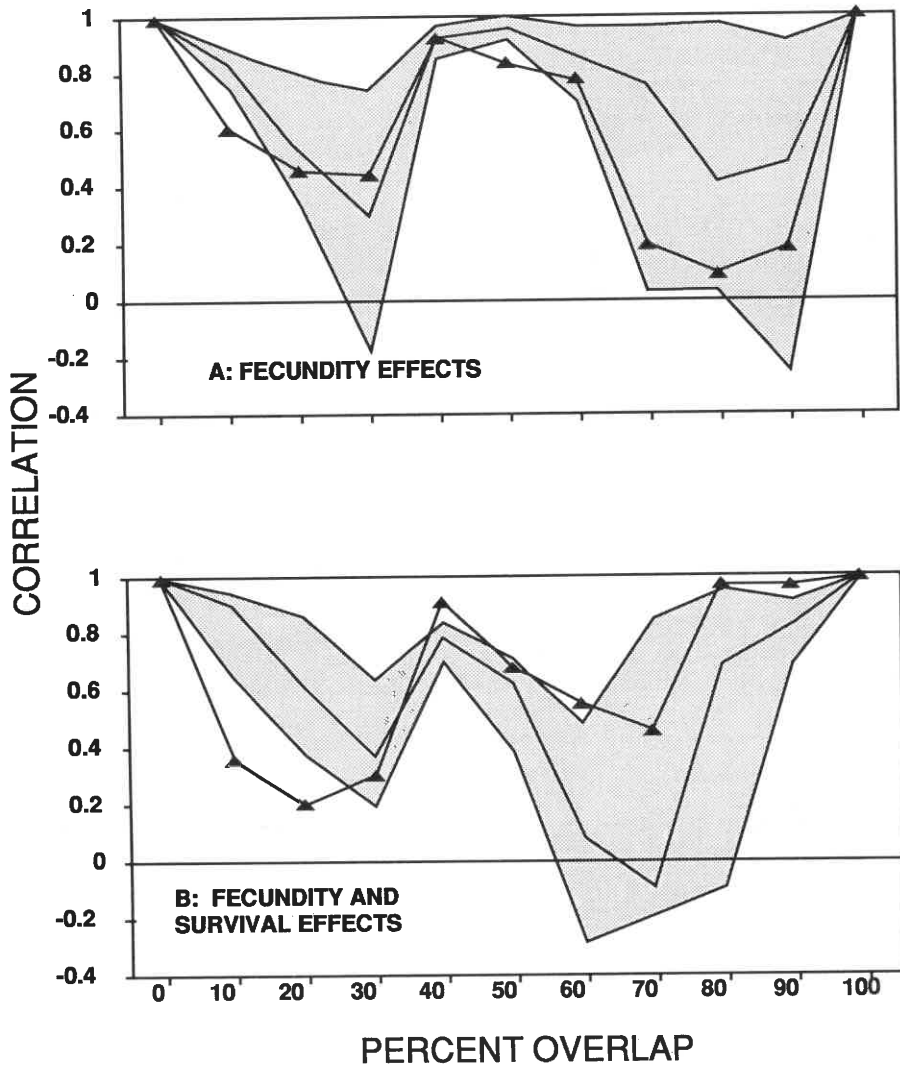 1
0.8
0.6
0.4
0.2
0
-0.2
-0.4
A: FECUNDITY EFFECTS
CORRELATION
1
0.8
0.6
0.4
0.2
0
-0.2
-0.4
B: FECUNDITY AND
SURVIVAL EFFECTS
0 10 20 30 40 50 60 70 80 90 100
PERCENT OVERLAP